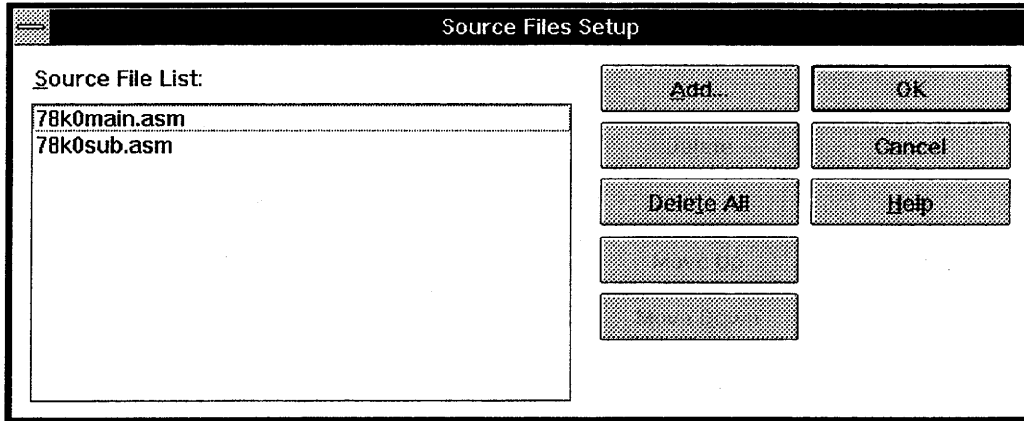 Source Files Setup
Source File List:
78k0main.asm
78k0sub.asm
Add...
OK
Cancel
Delete All
Help